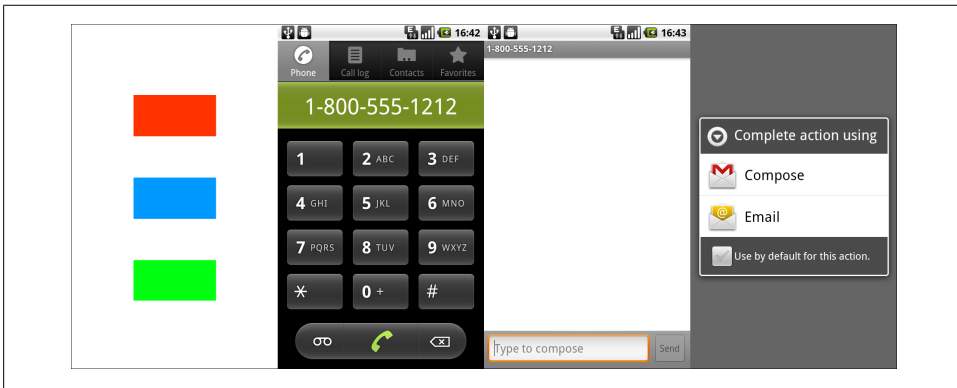 16:42
Phone Call log Contacts Favorites
1-800-555-1212
1
2 ABC
3 DEF
4 GHI
5 JKL
6 MNO
7 PQRS
8 TUV
9 WXYZ
*
0 +
#
16:43
1-800-555-1212
Type to compose
Send
Complete action using
Compose
Email
Use by default for this action.